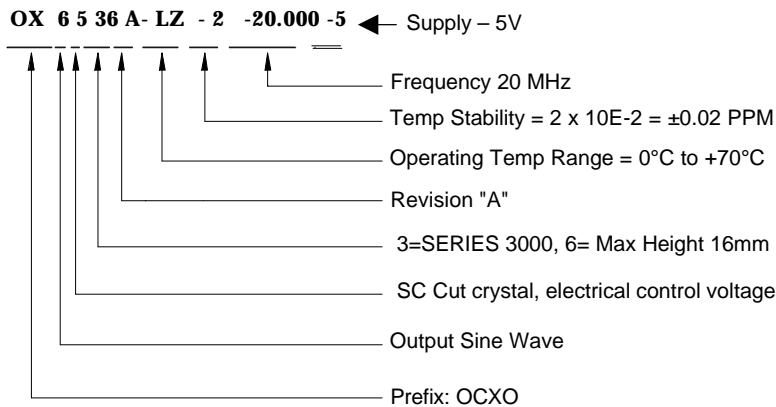 OX 6 5 36 A- LZ - 2 -20.000 -5 Supply – 5V
Frequency 20 MHz
Temp Stability = 2 x 10E-2 = ±0.02 PPM
Operating Temp Range = 0°C to +70°C
Revision "A"
3=SERIES 3000, 6= Max Height 16mm
SC Cut crystal, electrical control voltage
Output Sine Wave
Prefix: OCXO